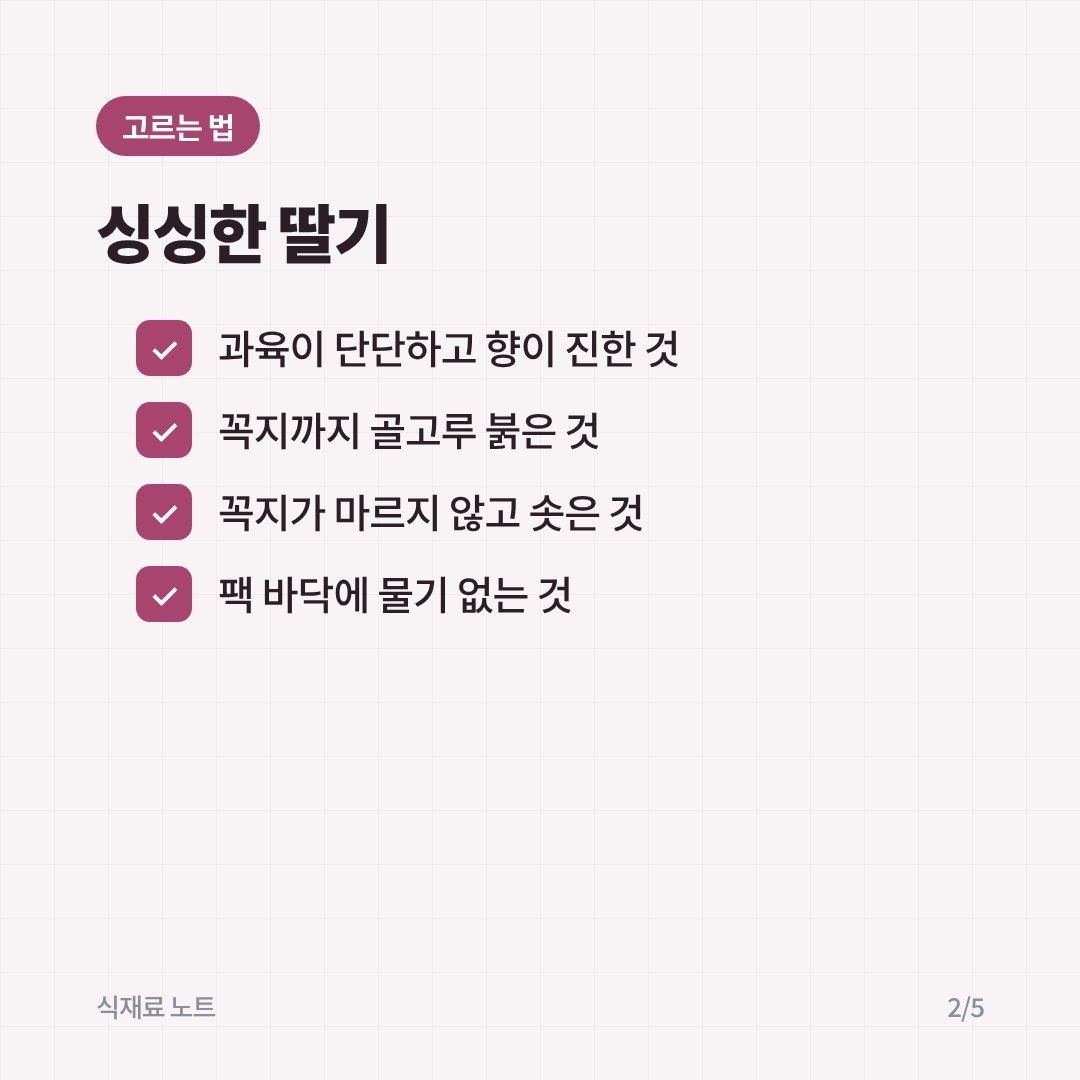 고르는 법
싱싱한 딸기
과육이 단단하고 향이 진한 것
꼭지까지 골고루 붉은 것
꼭지가 마르지 않고 솟은 것
팩 바닥에 물기 없는 것
식재료 노트
2/5